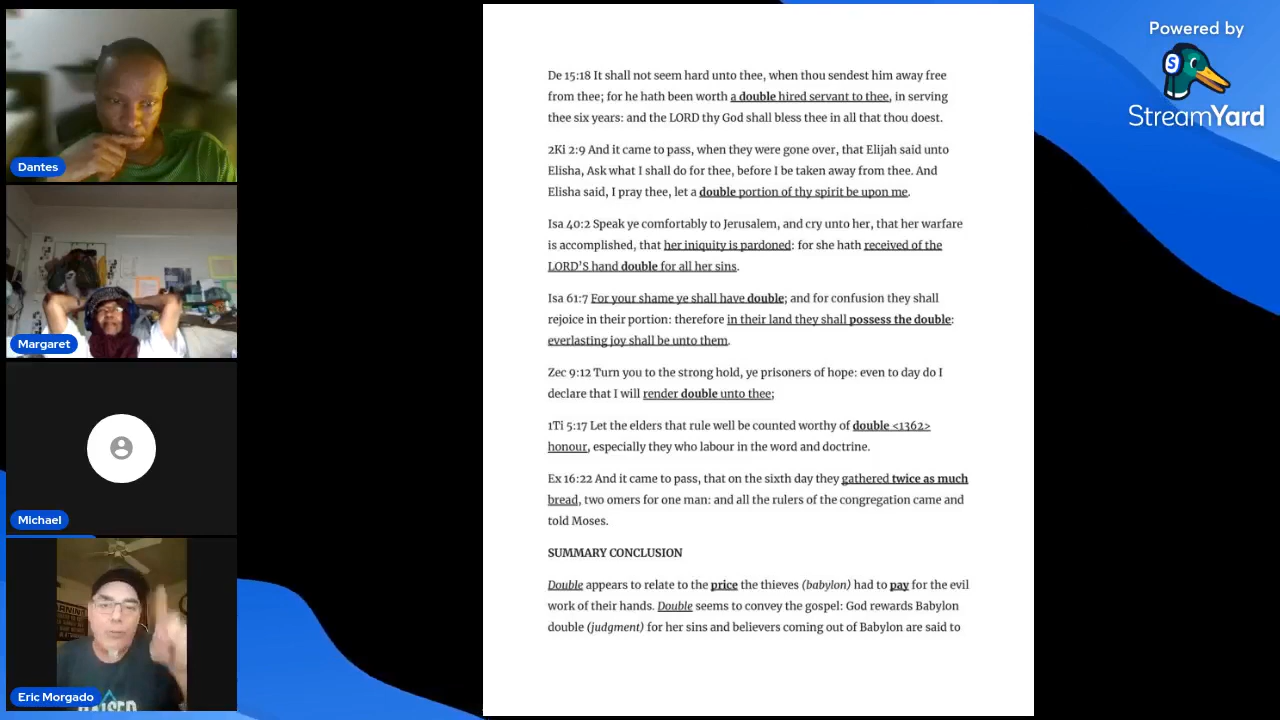 Dantes
Margaret
Michael
Eric Morgado
De 15:18 It shall not seem hard unto thee, when thou sendest him away free
from thee; for he hath been worth a double hired servant to thee, in serving
thee six years: and the LORD thy God shall bless thee in all that thou doest.
2Ki 2:9 And it came to pass, when they were gone over, that Elijah said unto
Elisha, Ask what I shall do for thee, before I be taken away from thee. And
Elisha said, I pray thee, let a double portion of thy spirit be upon me.
Isa 40:2 Speak ye comfortably to Jerusalem, and cry unto her, that her warfare
is accomplished, that her iniquity is pardoned: for she hath received of the
LORD'S hand double for all her sins.
Isa 61:7 For your shame ye shall have double; and for confusion they shall
rejoice in their portion: therefore in their land they shall possess the double:
everlasting joy shall be unto them.
Zec 9:12 Turn you to the strong hold, ye prisoners of hope: even to day do I
declare that I will render double unto thee;
1Ti 5:17 Let the elders that rule well be counted worthy of double <1362>
honour, especially they who labour in the word and doctrine.
Ex 16:22 And it came to pass, that on the sixth day they gathered twice as much
bread, two omers for one man: and all the rulers of the congregation came and
told Moses.
SUMMARY CONCLUSION
Double appears to relate to the price the thieves (babylon) had to pay for the evil
work of their hands. Double seems to convey the gospel: God rewards Babylon
double (judgment) for her sins and believers coming out of Babylon are said to
Powered by
S
StreamYard